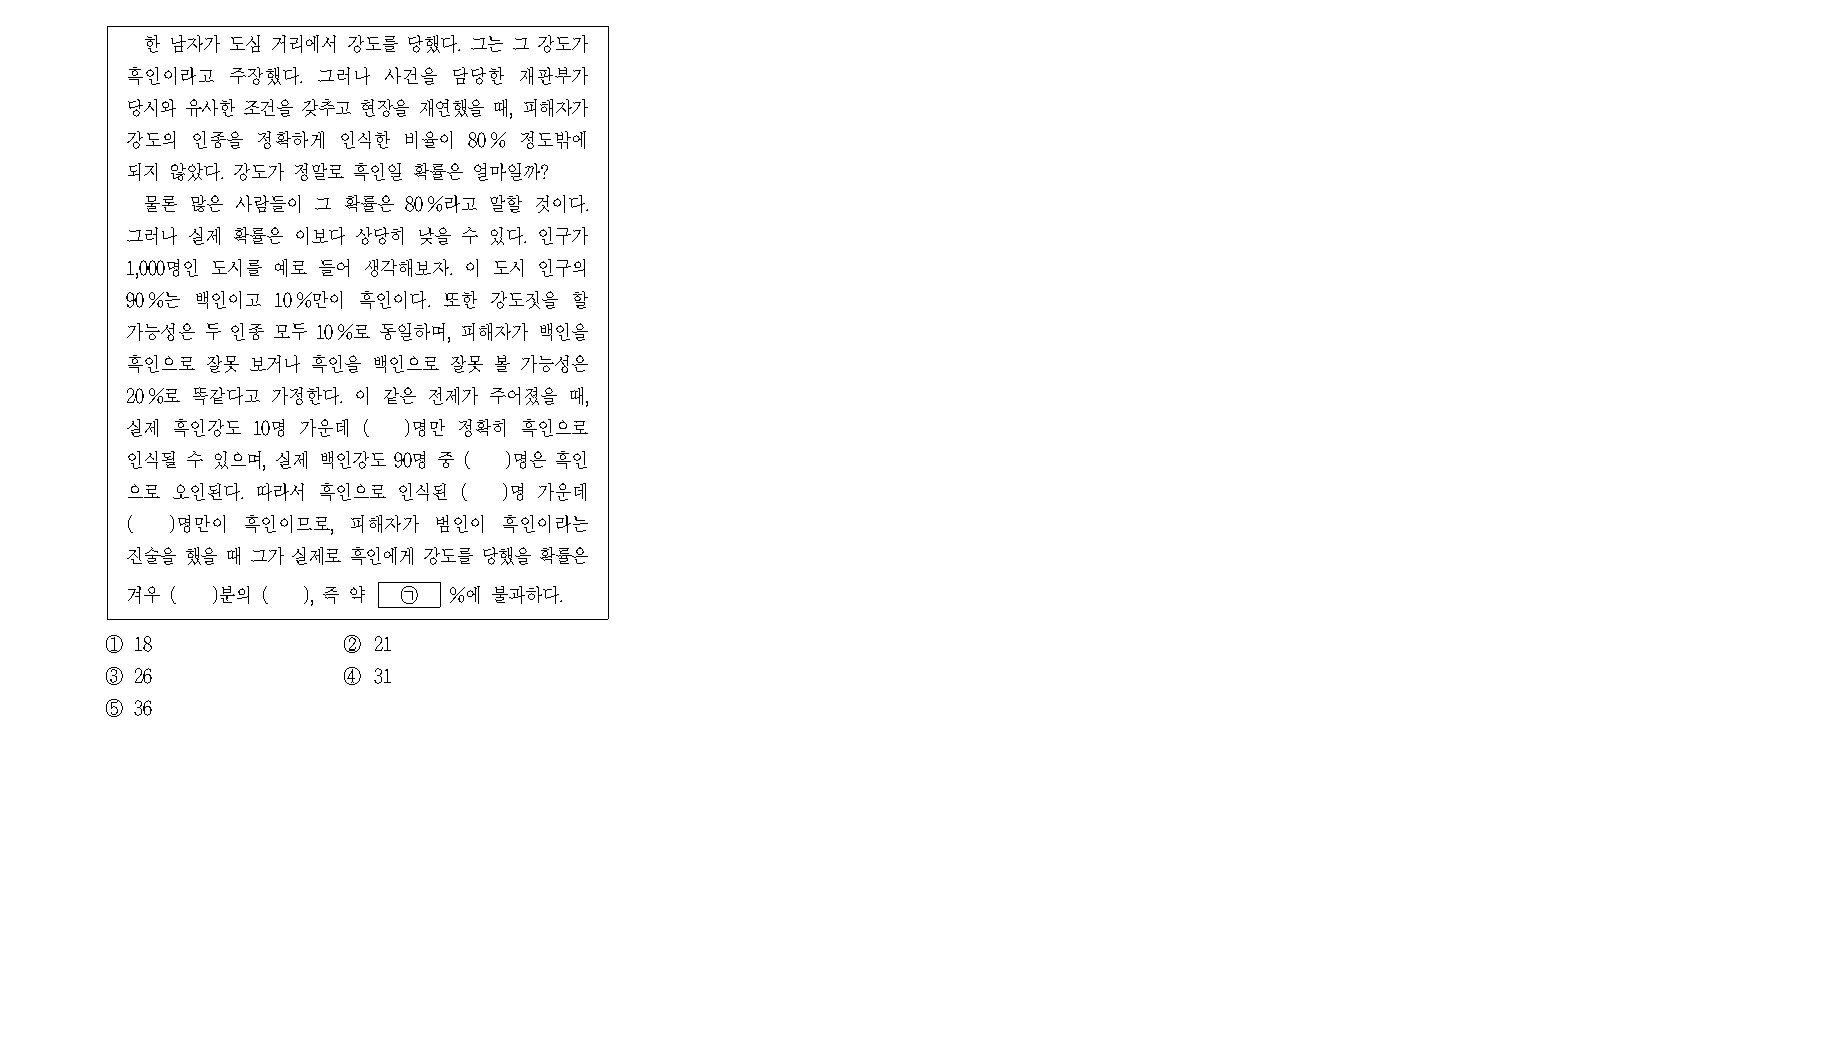 한 남자가 도심 거리에서 강도를 당했다. 그는 그 강도가
흑인이라고 주장했다. 그러나 사건을 담당한 재판부가
당시와 유사한 조건을 갖추고 현장을 재연했을 때, 피해자가
강도의 인종을 정확하게 인식한 비율이 80% 정도밖에
되지 않았다. 강도가 정말로 흑인일 확률은 얼마일까?
물론 많은 사람들이 그 확률은 80%라고 말할 것이다.
그러나 실제 확률은 이보다 상당히 낮을 수 있다. 인구가
1,000명인 도시를 예로 들어 생각해보자. 이 도시 인구의
90%는 백인이고 10%만이 흑인이다. 또한 강도짓을 할
가능성은 두 인종 모두 10%로 동일하며, 피해자가 백인을
흑인으로 잘못 보거나 흑인을 백인으로 잘못 볼 가능성은
20%로 똑같다고 가정한다. 이 같은 전제가 주어졌을 때,
실제 흑인강도 10명 가운데 (    )명만 정확히 흑인으로
인식될 수 있으며, 실제 백인강도 90명 중 (    )명은 흑인
으로 오인된다. 따라서 흑인으로 인식된 (    )명 가운데
(    )명만이 흑인이므로, 피해자가 범인이 흑인이라는
진술을 했을 때 그가 실제로 흑인에게 강도를 당했을 확률은
겨우 (    )분의 (    ), 즉 약 ㉠ %에 불과하다.
① 18 ② 21
③ 26 ④ 31
⑤ 36